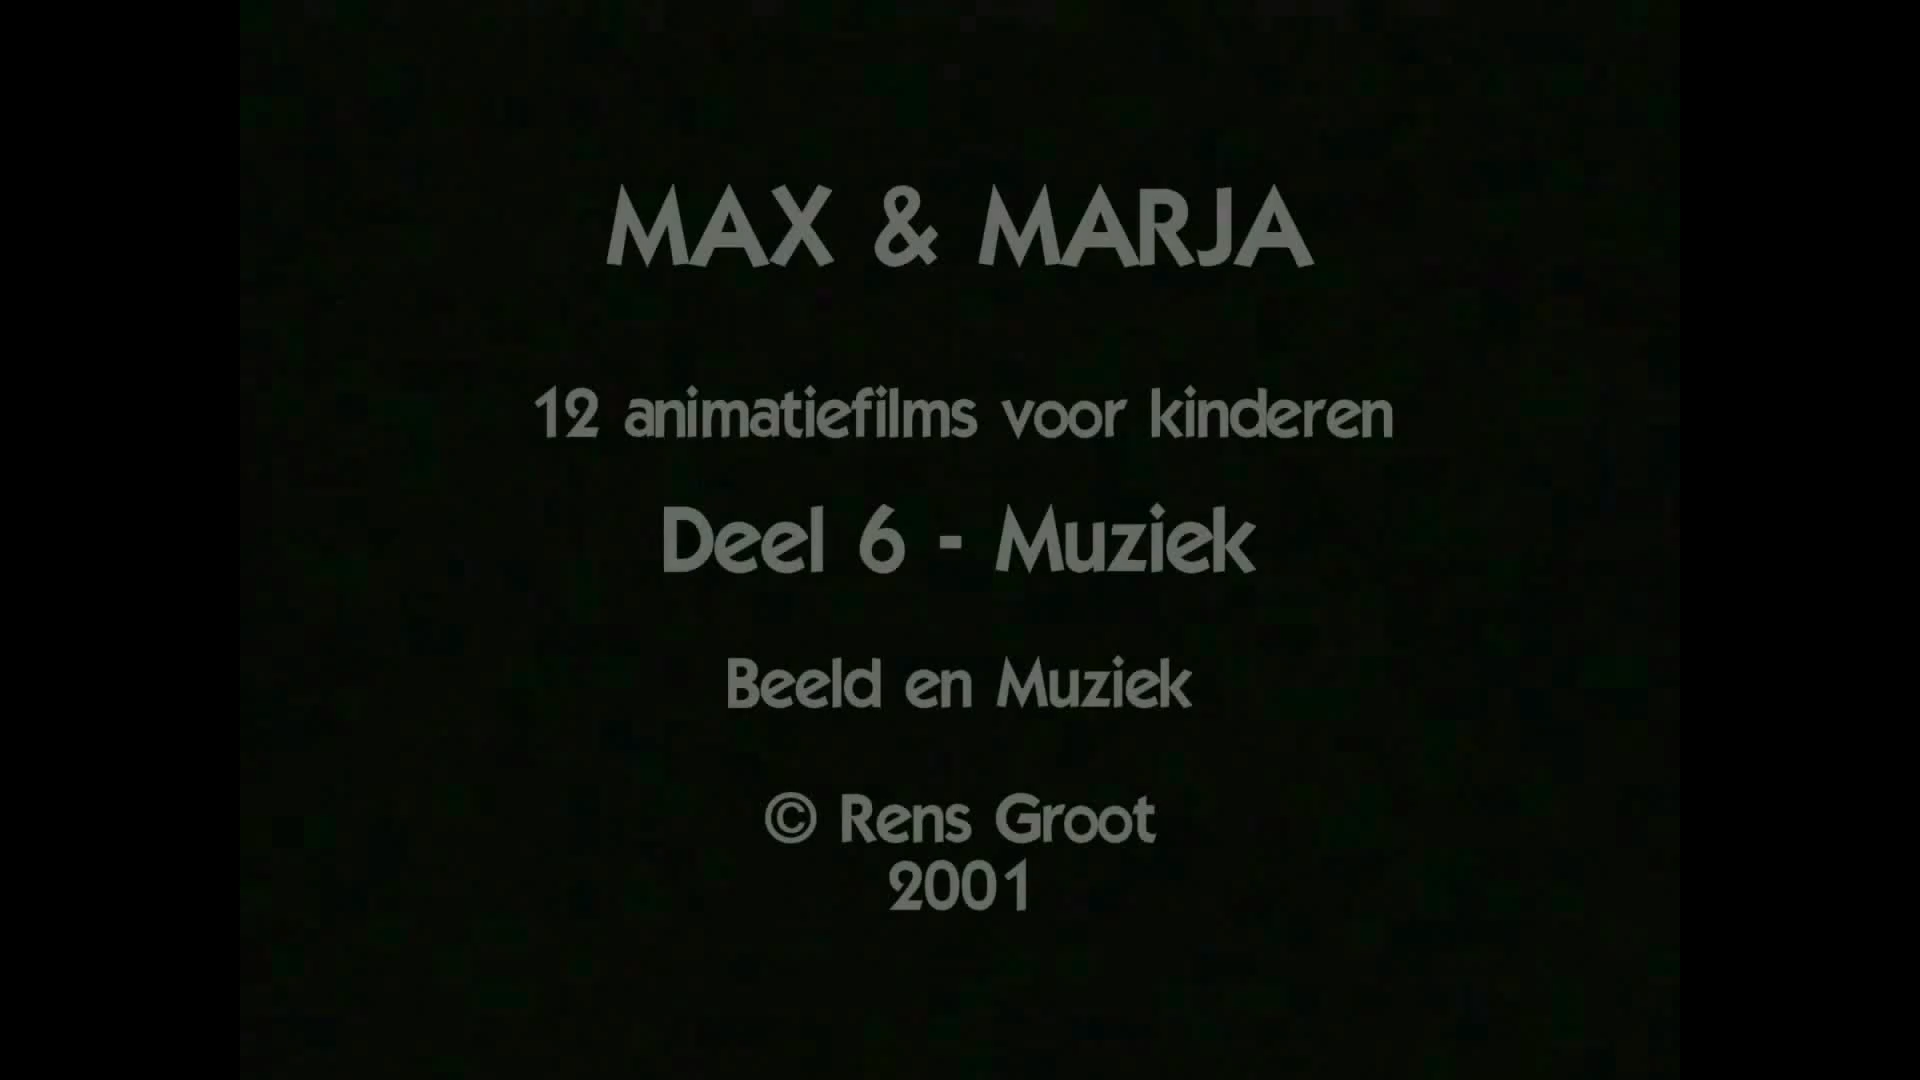 MAX & MARJA
12 animatiefilms voor kinderen
Deel 6 - Muziek
Beeld en Muziek
© Rens Groot
2001